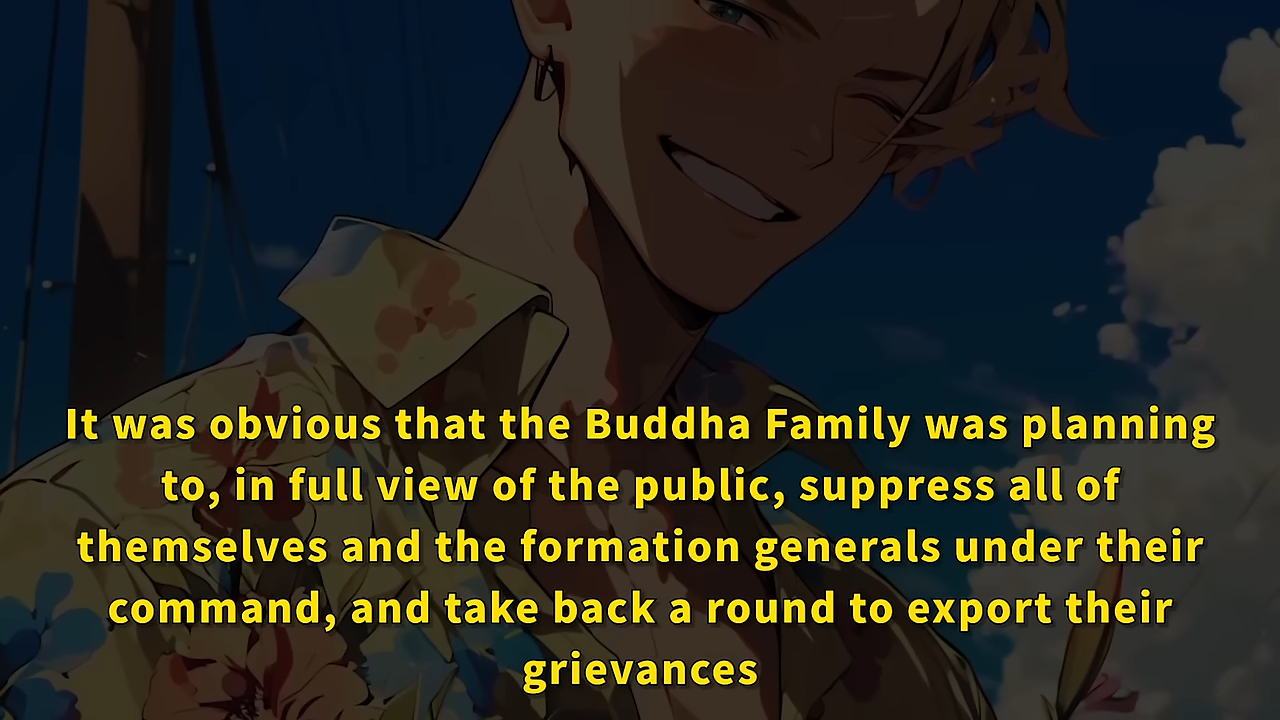 It was obvious that the Buddha Family was planning
to, in full view of the public, suppress all of
themselves and the formation generals under their
command, and take back a round to export their
grievances